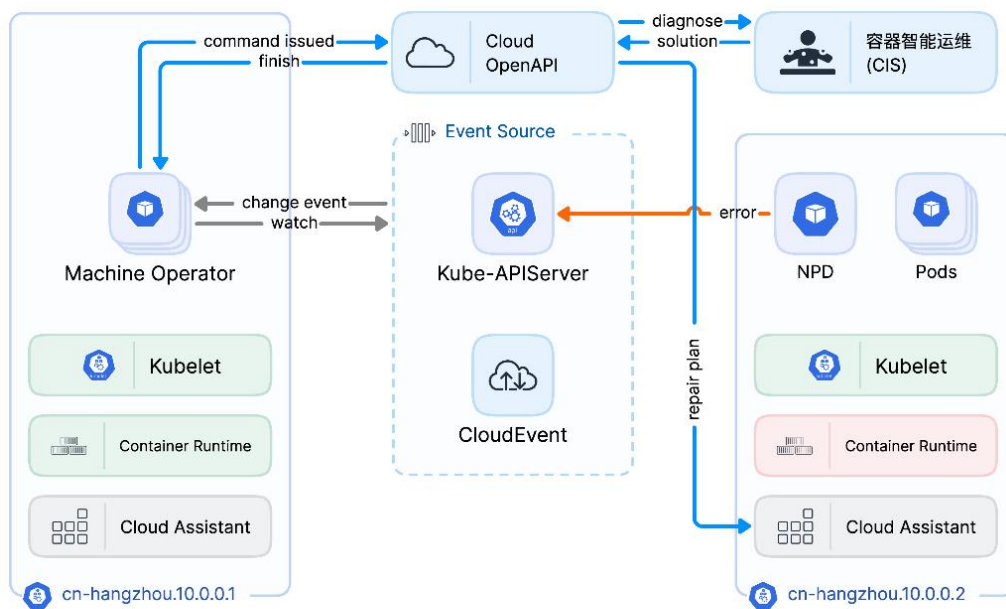 command issued
finish
Cloud
OpenAPI
diagnose
solution
容器智能运维
(CIS)
Event Source
change event
watch
Machine Operator
api
Kube-APIServer
error
NPD
Pods
Kubelet
Container Runtime
Cloud Assistant
CloudEvent
repair plan
Kubelet
Container Runtime
Cloud Assistant
cn-hangzhou.10.0.0.1
cn-hangzhou.10.0.0.2